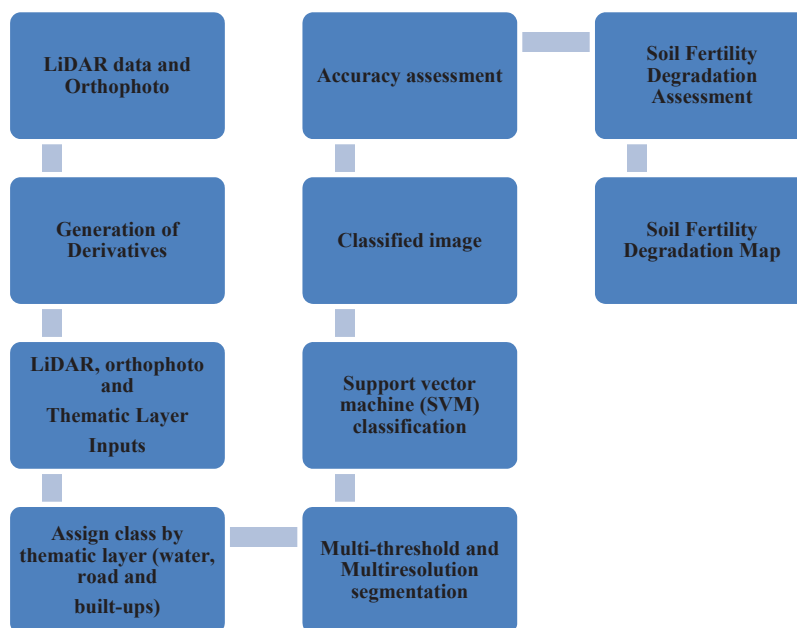 LiDAR data and
Orthophoto
Generation of
Derivatives
LiDAR, orthophoto
and
Thematic Layer
Inputs
Assign class by
thematic layer (water,
road and
built-ups)
Multi-threshold and
Multiresolution
segmentation
Support vector
machine (SVM)
classification
Classified image
Accuracy assessment
Soil Fertility
Degradation
Assessment
Soil Fertility
Degradation Map